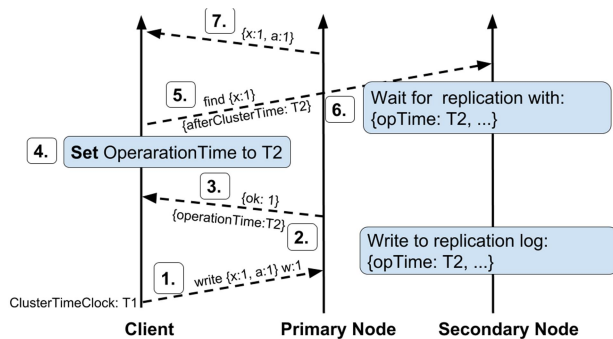 7.
{x:1, a:1}
5.
find {x:1}
{afterClusterTime: T2}
6.
Wait for replication with:
{opTime: T2, ...}
4.
Set OperarationTime to T2
3.
{ok: 1}
{operationTime:T2}
2.
Write to replication log:
{opTime: T2, ...}
1.
write {x:1, a:1} w:1
ClusterTimeClock: T1
Client
Primary Node
Secondary Node